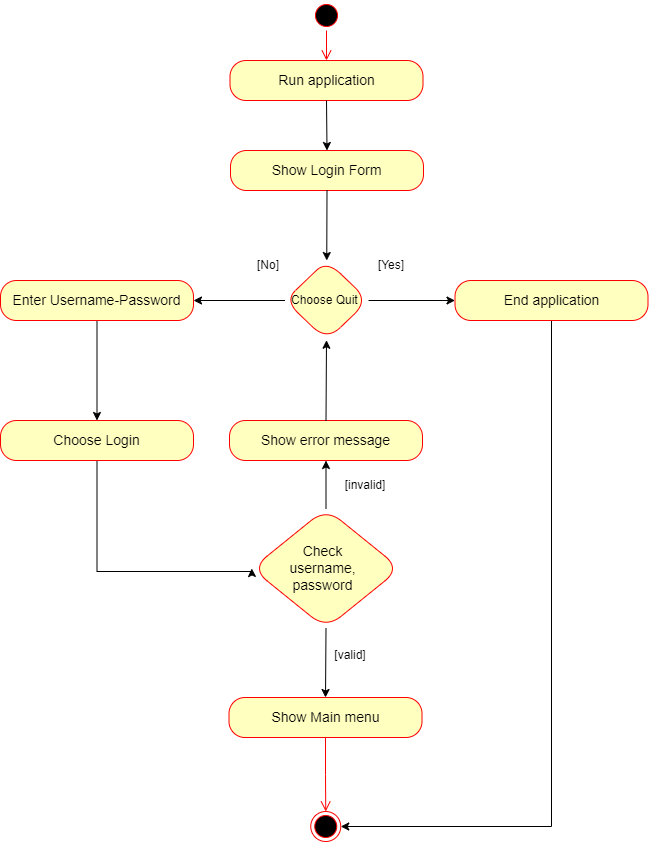 Run application
Show Login Form
[No]
[Yes]
Enter Username-Password
Choose Quit
End application
Choose Login
Show error message
[invalid]
Check
username,
password
[valid]
Show Main menu